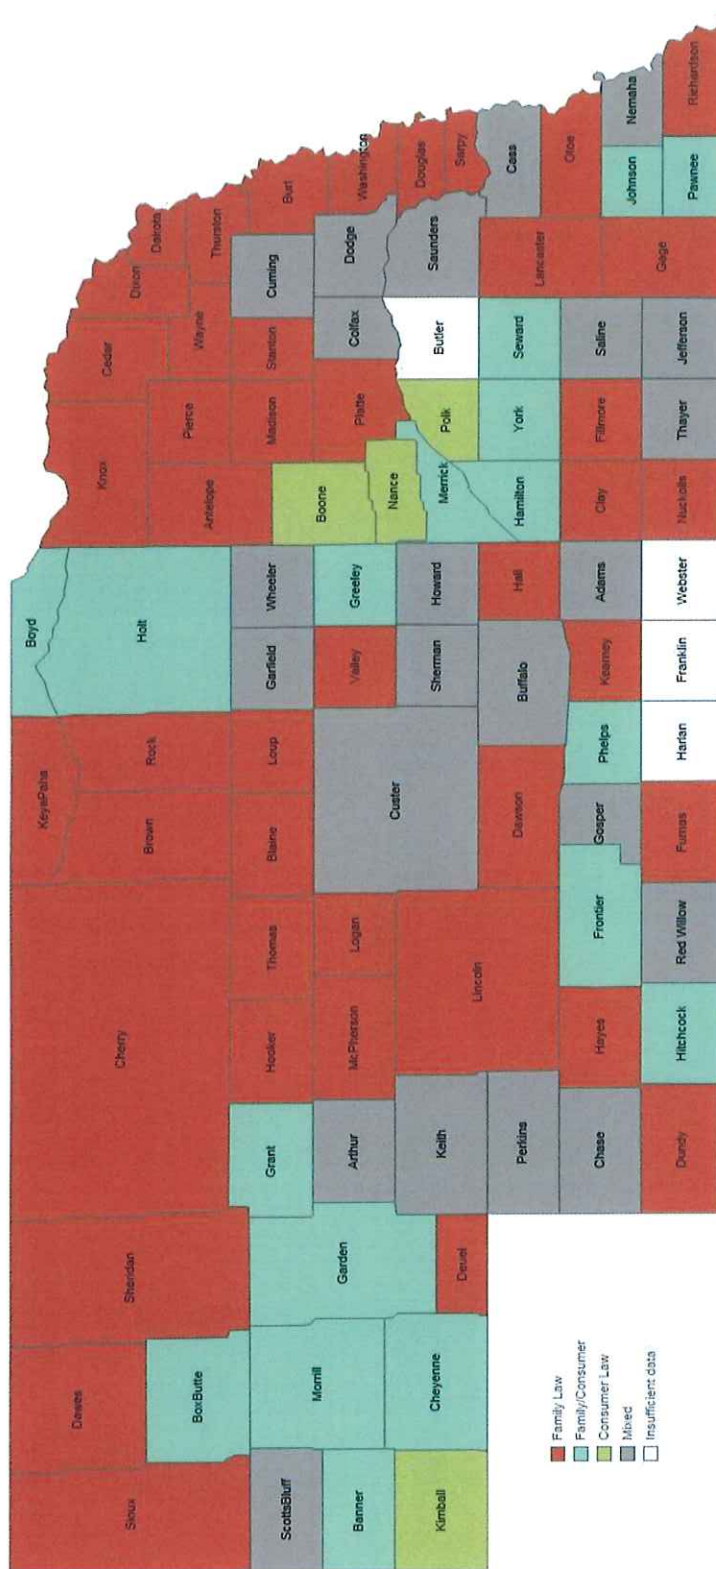 Sioux
Dawes
Sheridan
Cherry
KeyaPaha
Boyd
Knox
Cedar
Dixon
Dakota
BoxButte
Brown
Rock
Holt
Antelope
Pierce
Wayne
Thurston
ScottsBluff
Morrill
Garden
Grant
Hooker
Thomas
Blaine
Loup
Garfield
Wheeler
Boone
Madison
Stanton
Cuming
Burt
Banner
Arthur
McPherson
Logan
Custer
Valley
Greeley
Nance
Platte
Colfax
Dodge
Washington
Kimball
Cheyenne
Deuel
Keith
Lincoln
Sherman
Howard
Merrick
Polk
Butler
Saunders
Douglas
Sarpy
Perkins
Dawson
Buffalo
Hall
Hamilton
York
Seward
Lancaster
Cass
Otoe
Chase
Hayes
Frontier
Gosper
Phelps
Kearney
Adams
Clay
Fillmore
Saline
Gage
Johnson
Nemaha
Dundy
Hitchcock
Red Willow
Furnas
Harlan
Franklin
Webster
Nuckolls
Thayer
Jefferson
Pawnee
Richardson
Family Law
Family/Consumer
Consumer Law
Mixed
Insufficient data